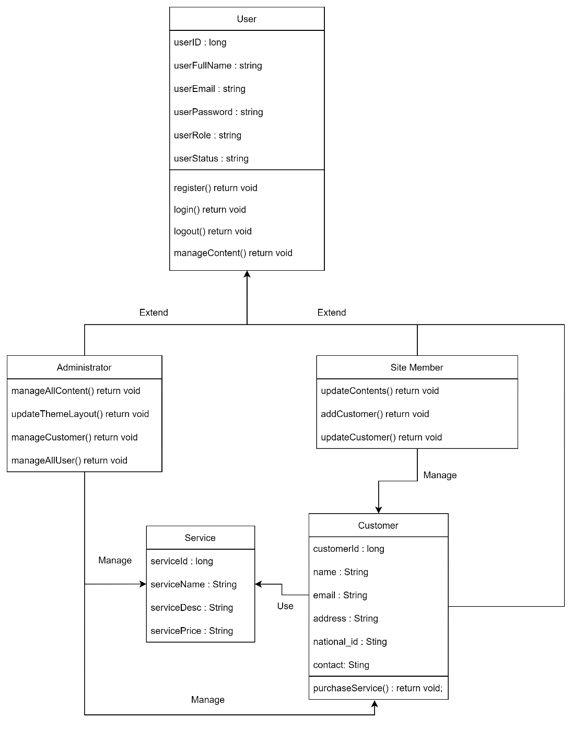 User
userID : long
userFullName : string
userEmail : string
userPassword : string
userRole : string
userStatus : string
register() return void
login() return void
logout() return void
manageContent() return void
Extend
Extend
Administrator
manageAllContent() return void
updateThemeLayout() return void
manageCustomer() return void
manageAllUser() return void
Site Member
updateContents() return void
addCustomer() return void
updateCustomer() return void
Manage
Manage
Service
serviceId : long
serviceName : String
serviceDesc : String
servicePrice : String
Use
Customer
customerId : long
name : String
email : String
address : String
national_id : Sting
contact: Sting
purchaseService() : return void;
Manage